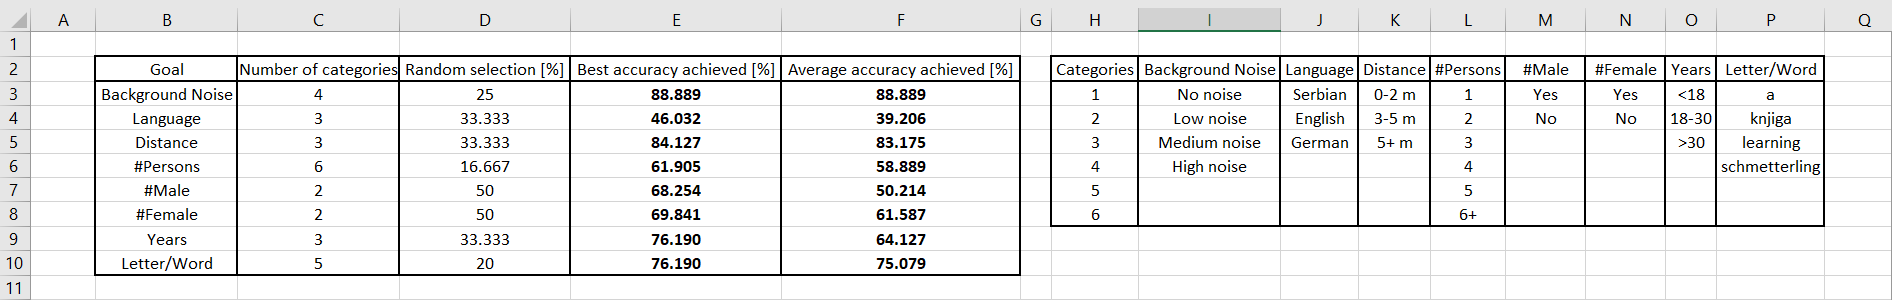 A B C D E F G H I J K L M N O P Q
1
2 Goal Number of categories Random selection [%] Best accuracy achieved [%] Average accuracy achieved [%] Categories Background Noise Language Distance #Persons #Male #Female Years Letter/Word
3 Background Noise 4 25 88.889 88.889 1 No noise Serbian 0-2 m 1 Yes Yes <18 a
4 Language 3 33.333 46.032 39.206 2 Low noise English 3-5 m 2 No No 18-30 knjiga
5 Distance 3 33.333 84.127 83.175 3 Medium noise German 5+ m 3 >30 learning
6 #Persons 6 16.667 61.905 58.889 4 High noise 4 schmetterling
7 #Male 2 50 68.254 50.214 5 5
8 #Female 2 50 69.841 61.587 6 6+
9 Years 3 33.333 76.190 64.127
10 Letter/Word 5 20 76.190 75.079
11